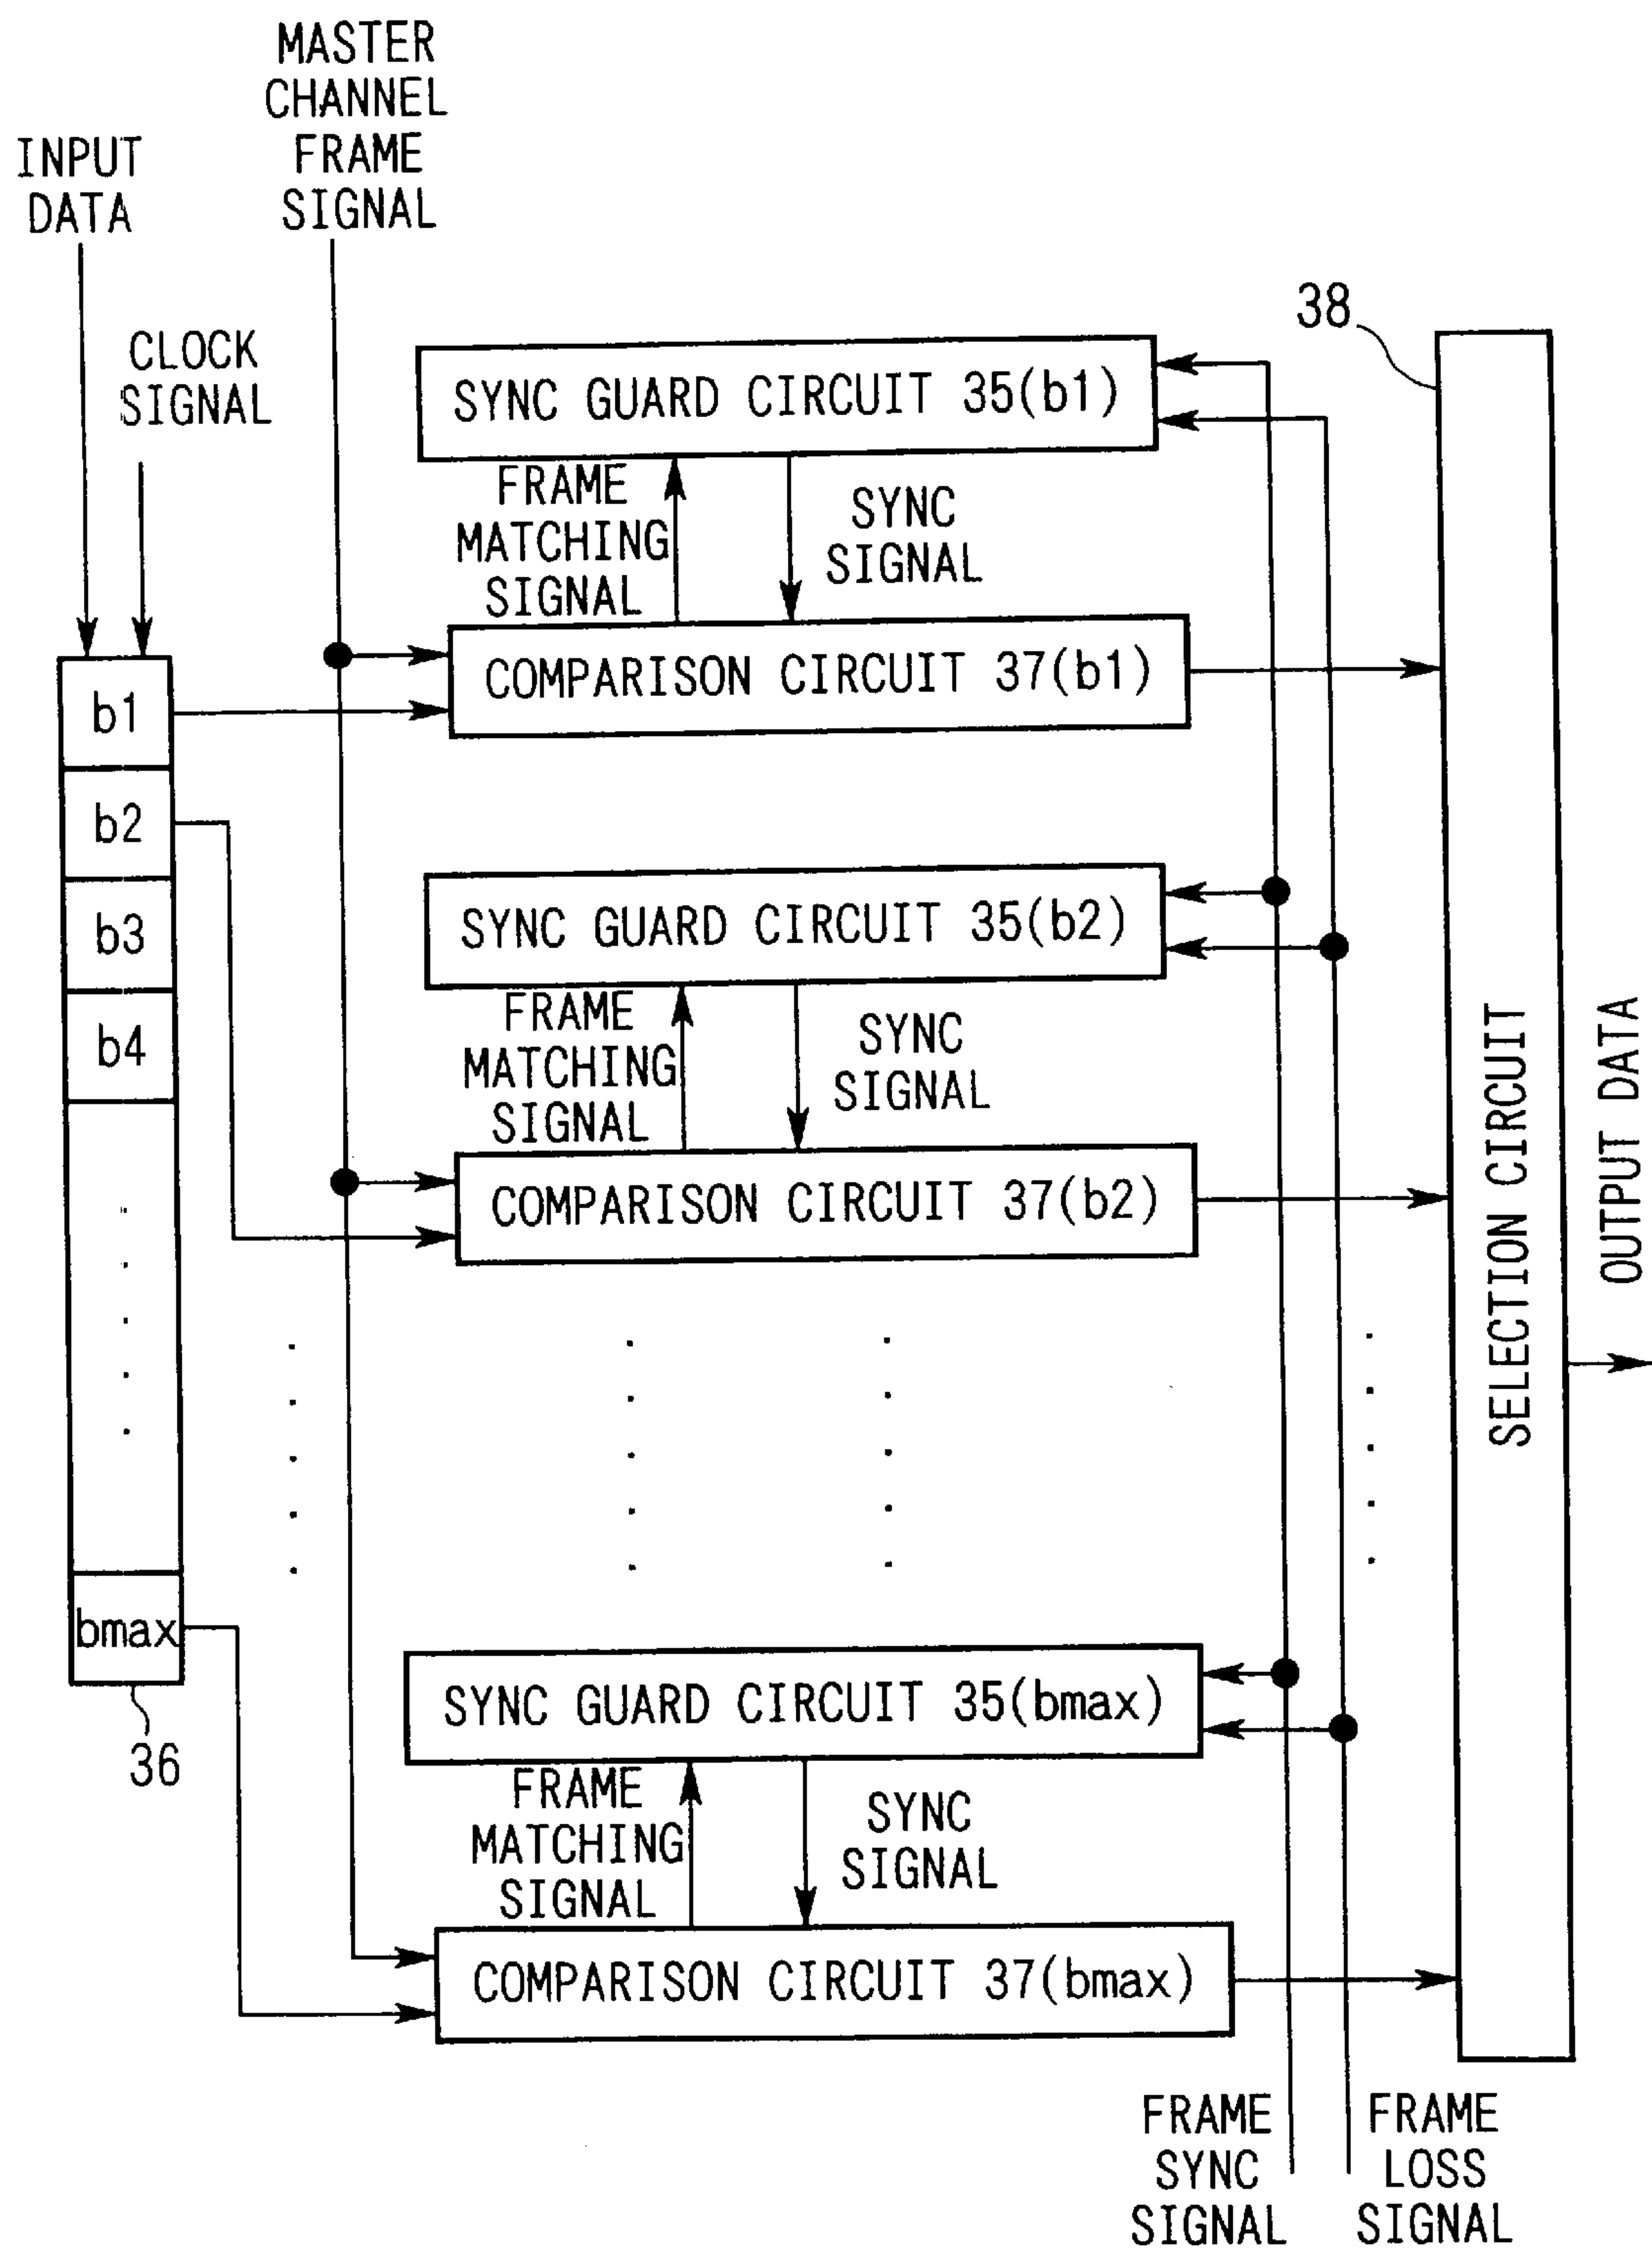 MASTER
CHANNEL
FRAME
SIGNAL
INPUT
DATA
CLOCK
SIGNAL
38
SYNC GUARD CIRCUIT 35(b1)
FRAME
MATCHING
SIGNAL
SYNC
SIGNAL
COMPARISON CIRCUIT 37(b1)
b1
b2
b3
b4
bmax
36
SYNC GUARD CIRCUIT 35(b2)
FRAME
MATCHING
SIGNAL
SYNC
SIGNAL
COMPARISON CIRCUIT 37(b2)
SYNC GUARD CIRCUIT 35(bmax)
FRAME
MATCHING
SIGNAL
SYNC
SIGNAL
COMPARISON CIRCUIT 37(bmax)
SELECTION CIRCUIT
OUTPUT DATA
FRAME
SYNC
SIGNAL
FRAME
LOSS
SIGNAL